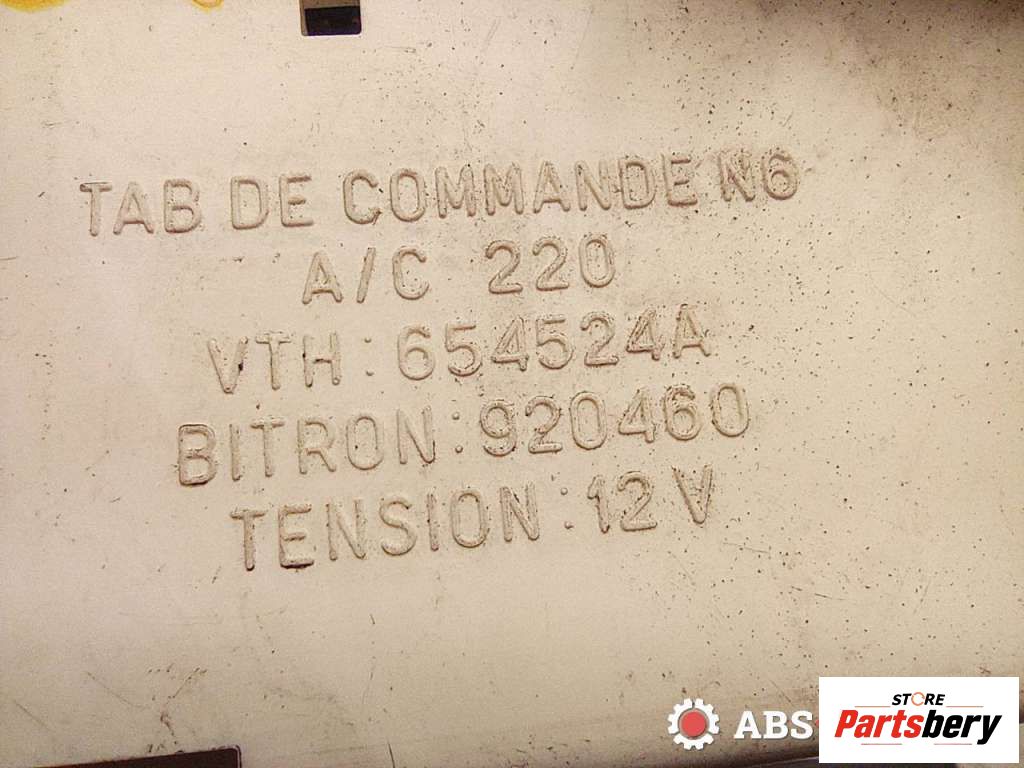 TAB DE COMMANDE N6
A/C 220
VTH : 654524A
BITRON : 920460
TENSION : 12 V
ABS
STORE
Partsbery